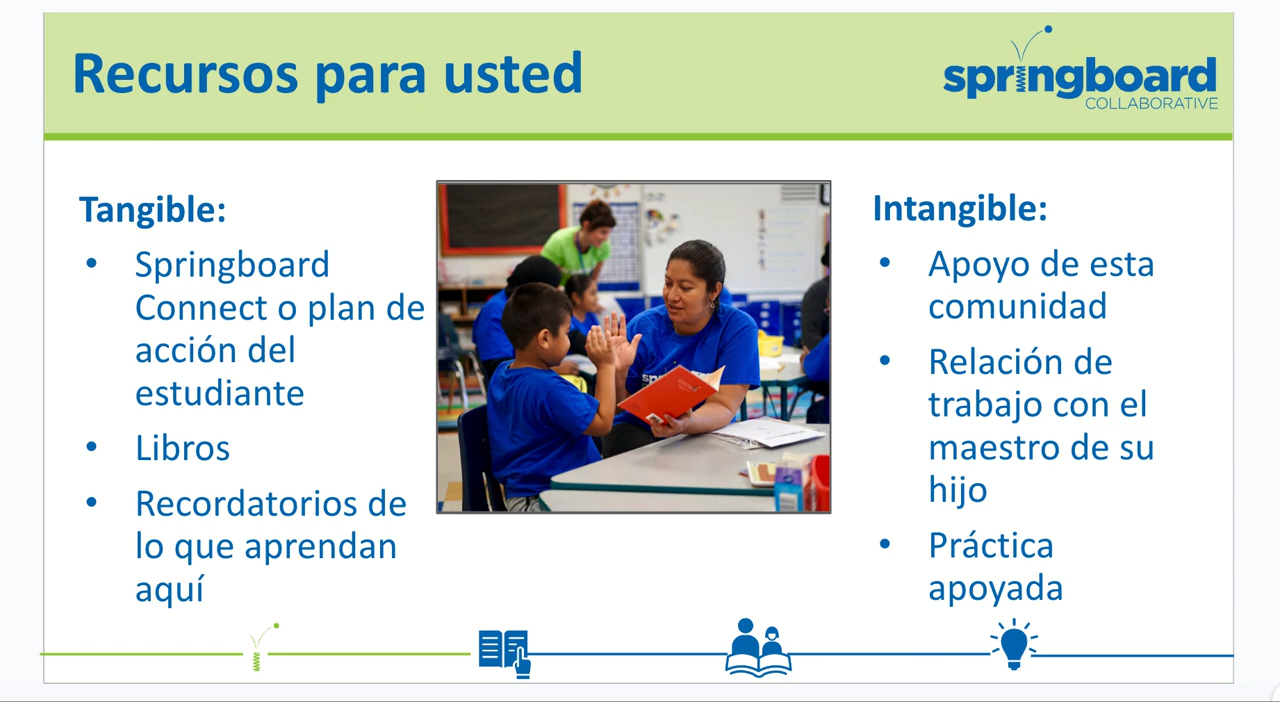 Recursos para usted
springboard
COLLABORATIVE
Tangible:
• Springboard
Connect o plan de
acción del
estudiante
• Libros
• Recordatorios de
lo que aprendan
aquí
Intangible:
• Apoyo de esta
comunidad
• Relación de
trabajo con el
maestro de su
hijo
• Práctica
apoyada